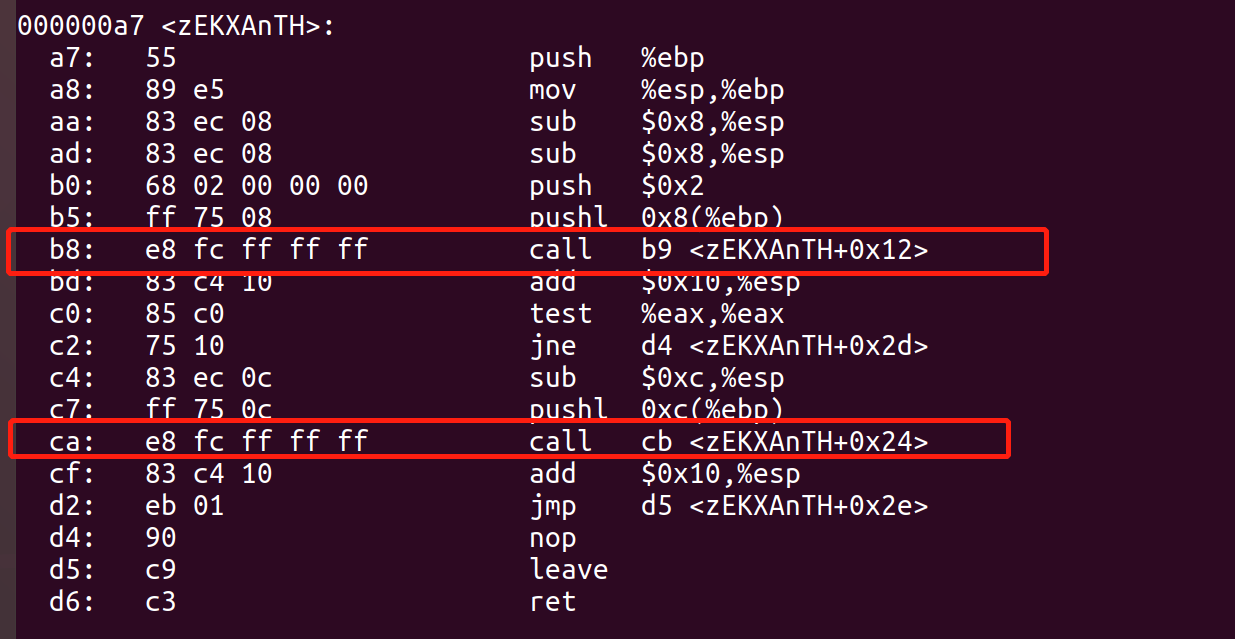 000000a7 <zEKXAnTH>:
a7: 55 push %ebp
a8: 89 e5 mov %esp,%ebp
aa: 83 ec 08 sub $0x8,%esp
ad: 83 ec 08 sub $0x8,%esp
b0: 68 02 00 00 00 push $0x2
b5: ff 75 08 pushl 0x8(%ebp)
b8: e8 fc ff ff ff call b9 <zEKXAnTH+0x12>
bd: 83 c4 10 add $0x10,%esp
c0: 85 c0 test %eax,%eax
c2: 75 10 jne d4 <zEKXAnTH+0x2d>
c4: 83 ec 0c sub $0xc,%esp
c7: ff 75 0c pushl 0xc(%ebp)
ca: e8 fc ff ff ff call cb <zEKXAnTH+0x24>
cf: 83 c4 10 add $0x10,%esp
d2: eb 01 jmp d5 <zEKXAnTH+0x2e>
d4: 90 nop
d5: c9 leave
d6: c3 ret